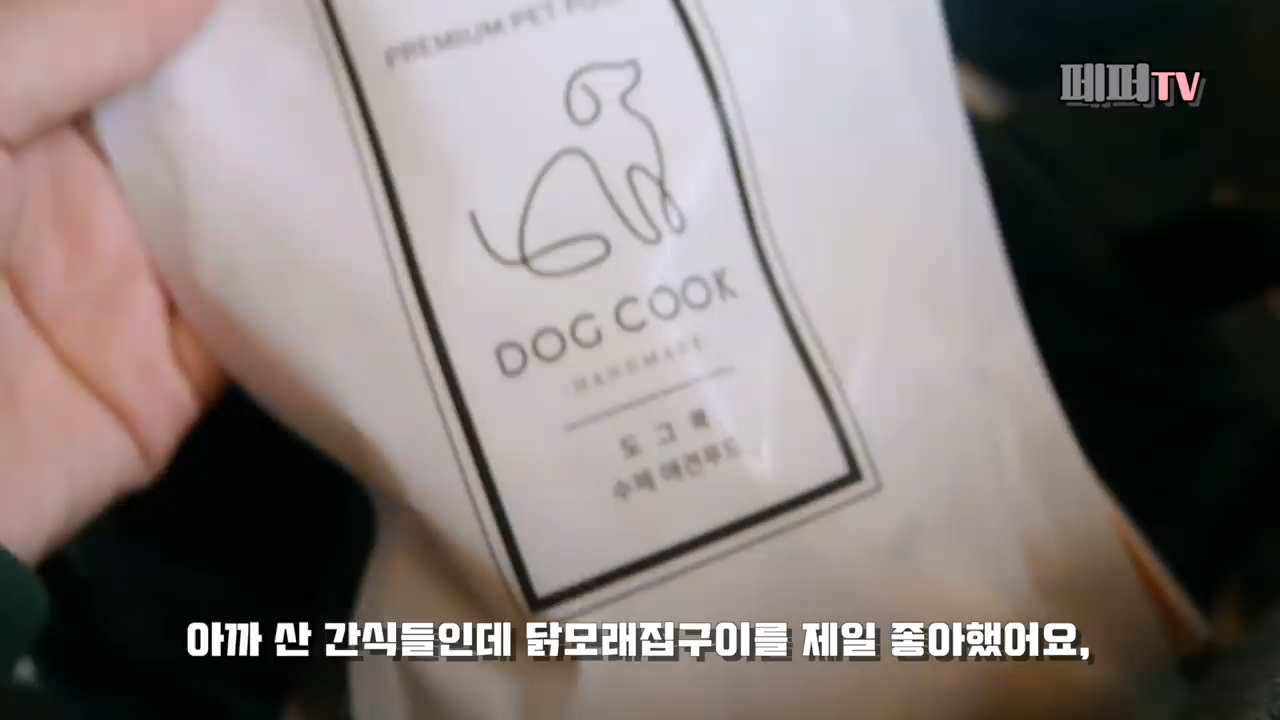 PREMIUM PET FOOD
페퍼TV
DOG COOK
HANDMADE
도그쿡
수제 애견푸드
아까 산 간식들인데 닭모래집구이를 제일 좋아했어요,